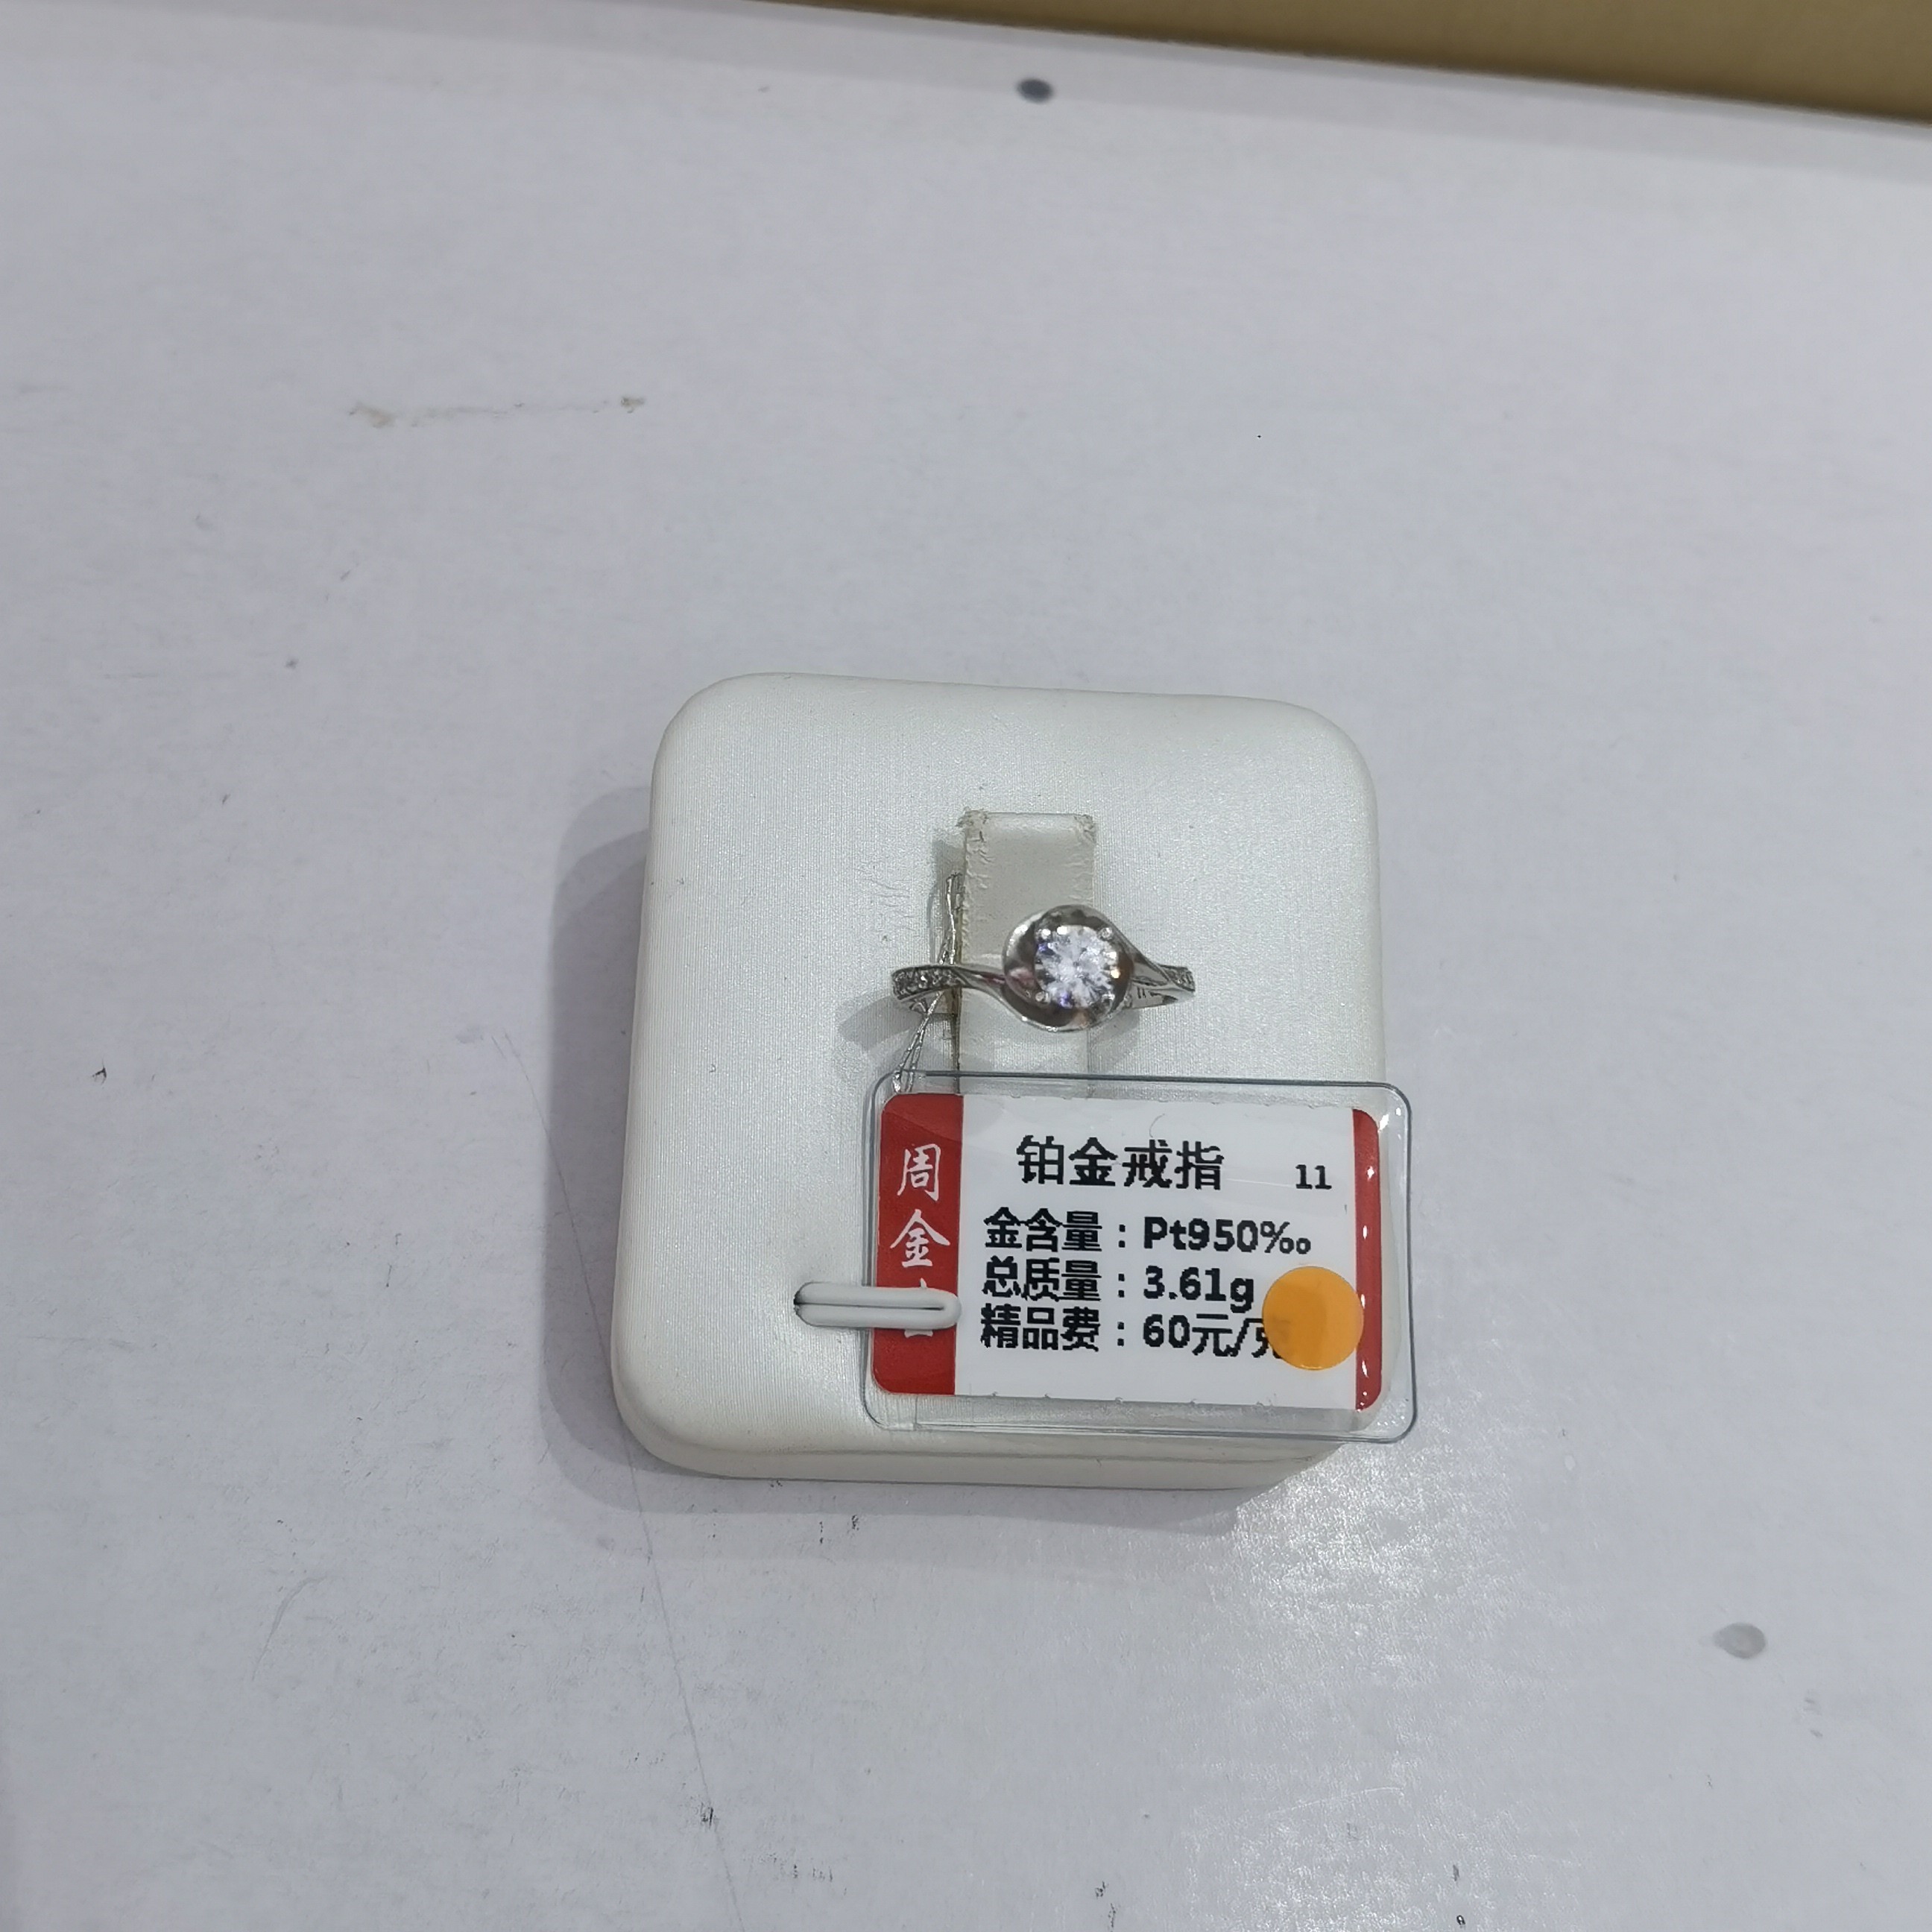 周金
铂金戒指 11
金含量：Pt950‰
总质量：3.61g
精品费：60元/克